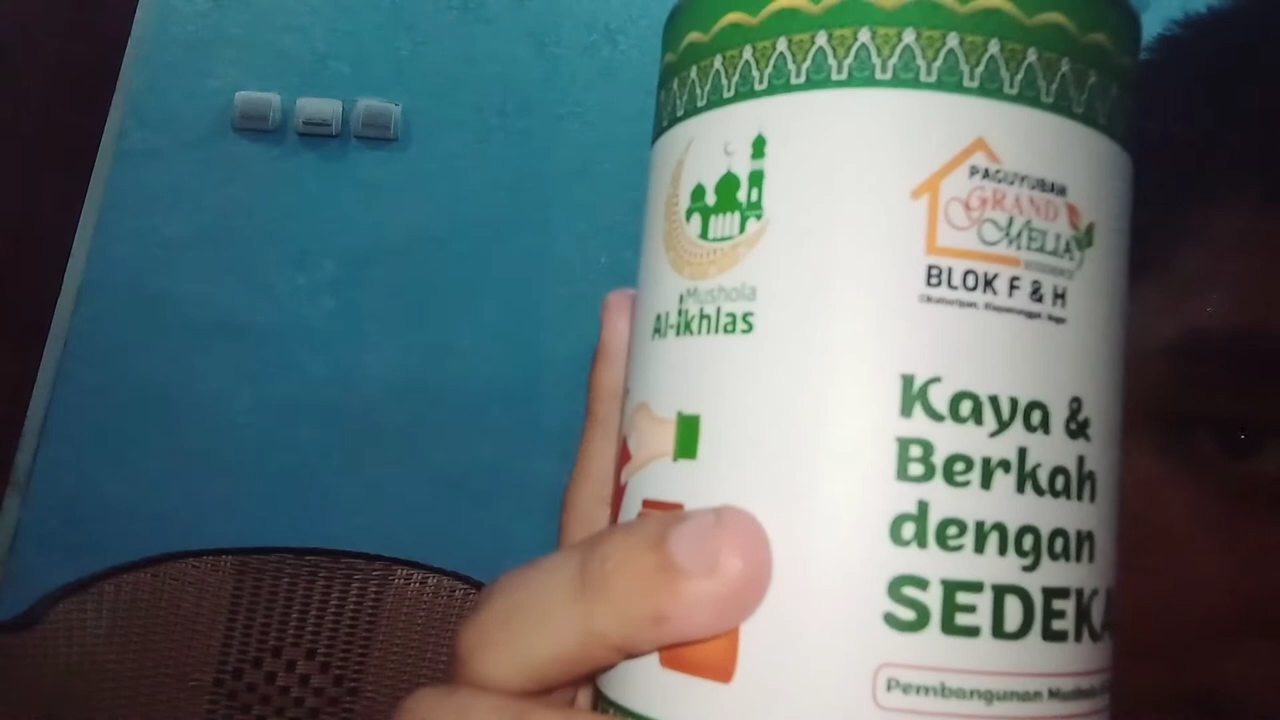 Mushola
Al-ikhlas
PAGUYUBAN
GRAND
MELIA
BLOK F & H
Kaya &
Berkah
dengan
SEDEKA
Pembangunan